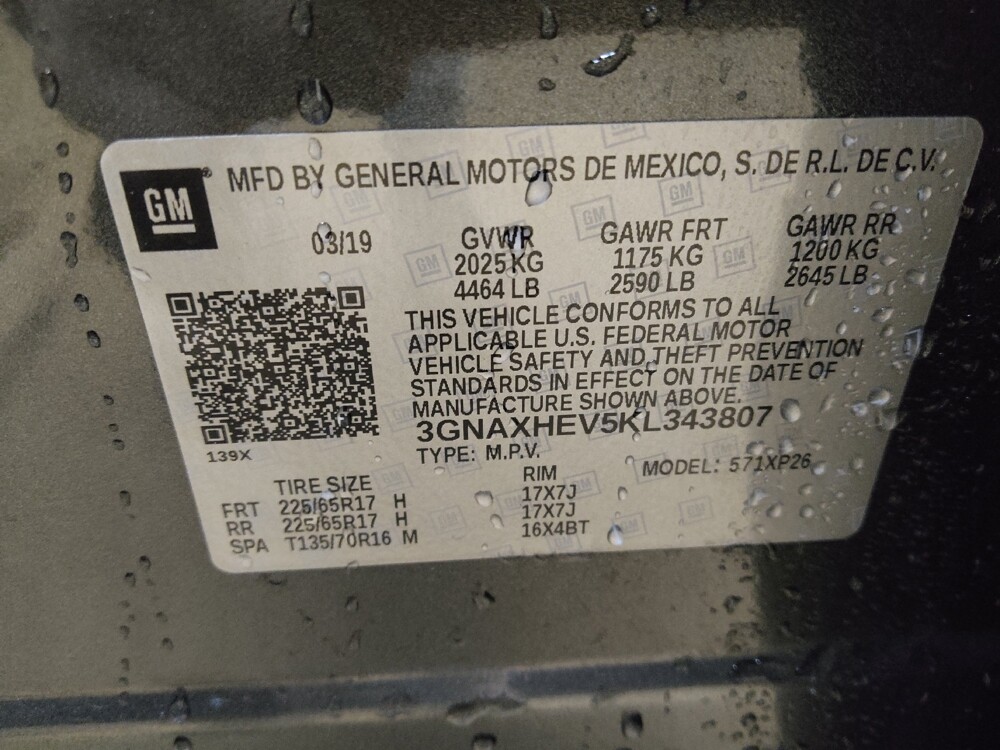 GM
MFD BY GENERAL MOTORS DE MEXICO, S. DE R.L. DE C.V.
03/19
GVWR GAWR FRT GAWR RR
2025 KG 1175 KG 1200 KG
4464 LB 2590 LB 2645 LB
THIS VEHICLE CONFORMS TO ALL
APPLICABLE U.S. FEDERAL MOTOR
VEHICLE SAFETY AND THEFT PREVENTION
STANDARDS IN EFFECT ON THE DATE OF
MANUFACTURE SHOWN ABOVE.
3GNAXHEV5KL343807
139X
TYPE: M.P.V. MODEL: 571XP26
TIRE SIZE RIM
FRT 225/65R17 H 17X7J
RR 225/65R17 H 17X7J
SPA T135/70R16 M 16X4BT